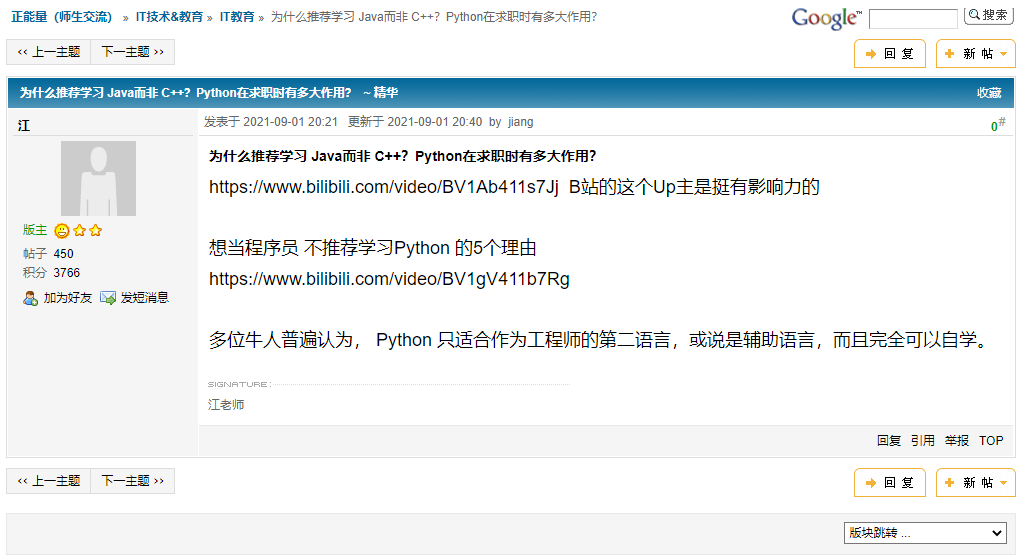 正能量（师生交流） » IT技术&教育 » IT教育 » 为什么推荐学习 Java而非 C++？Python在求职时有多大作用?
Google™ 搜索
‹‹ 上一主题 下一主题 ›› 回复 新帖
为什么推荐学习 Java而非 C++？Python在求职时有多大作用? ~ 精华 收藏
江 发表于 2021-09-01 20:21 更新于 2021-09-01 20:40 by jiang 0#
为什么推荐学习 Java而非 C++？Python在求职时有多大作用?
https://www.bilibili.com/video/BV1Ab411s7Jj B站的这个Up主是挺有影响力的
版主
想当程序员 不推荐学习Python 的5个理由
帖子 450
积分 3766
https://www.bilibili.com/video/BV1gV411b7Rg
加为好友 发短消息
多位牛人普遍认为， Python 只适合作为工程师的第二语言，或说是辅助语言，而且完全可以自学。
SIGNATURE:
江老师
回复 引用 举报 TOP
‹‹ 上一主题 下一主题 ›› 回复 新帖
版块跳转 ...